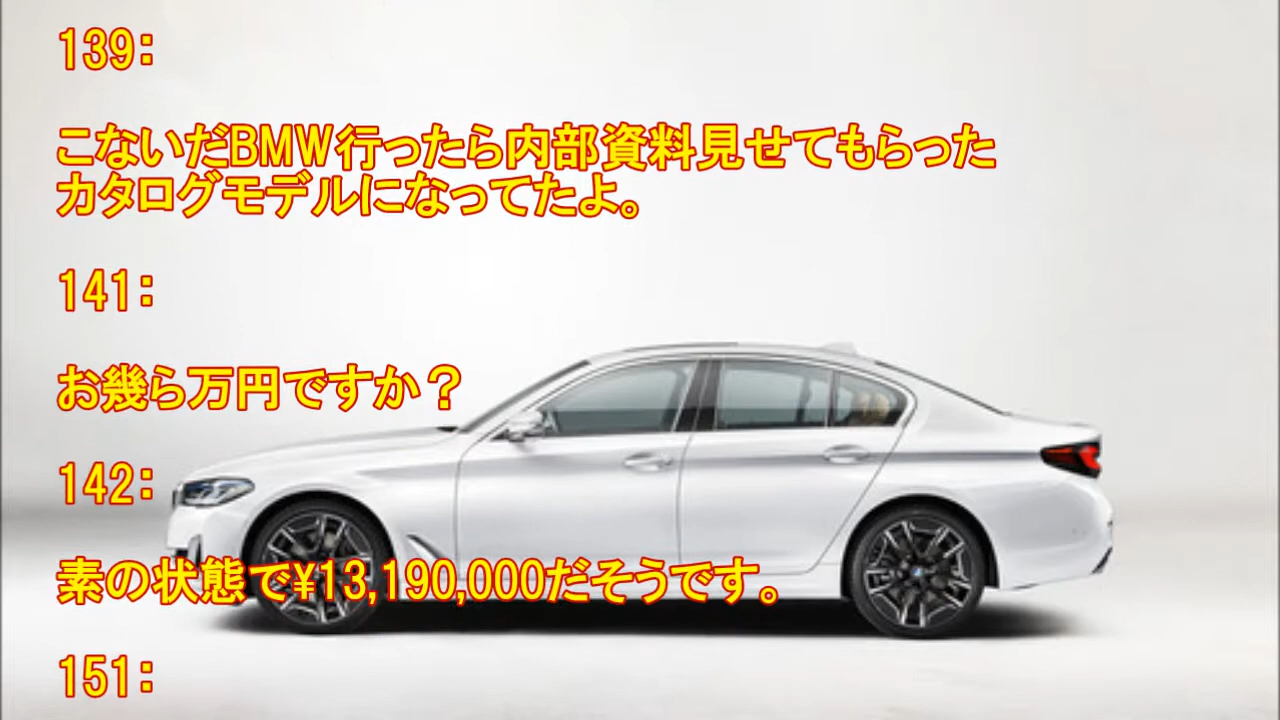 139:
こないだBMW行ったら内部資料見せてもらった
カタログモデルになってたよ。
141:
お幾ら万円ですか？
142:
素の状態で¥13,190,000だそうです。
151: